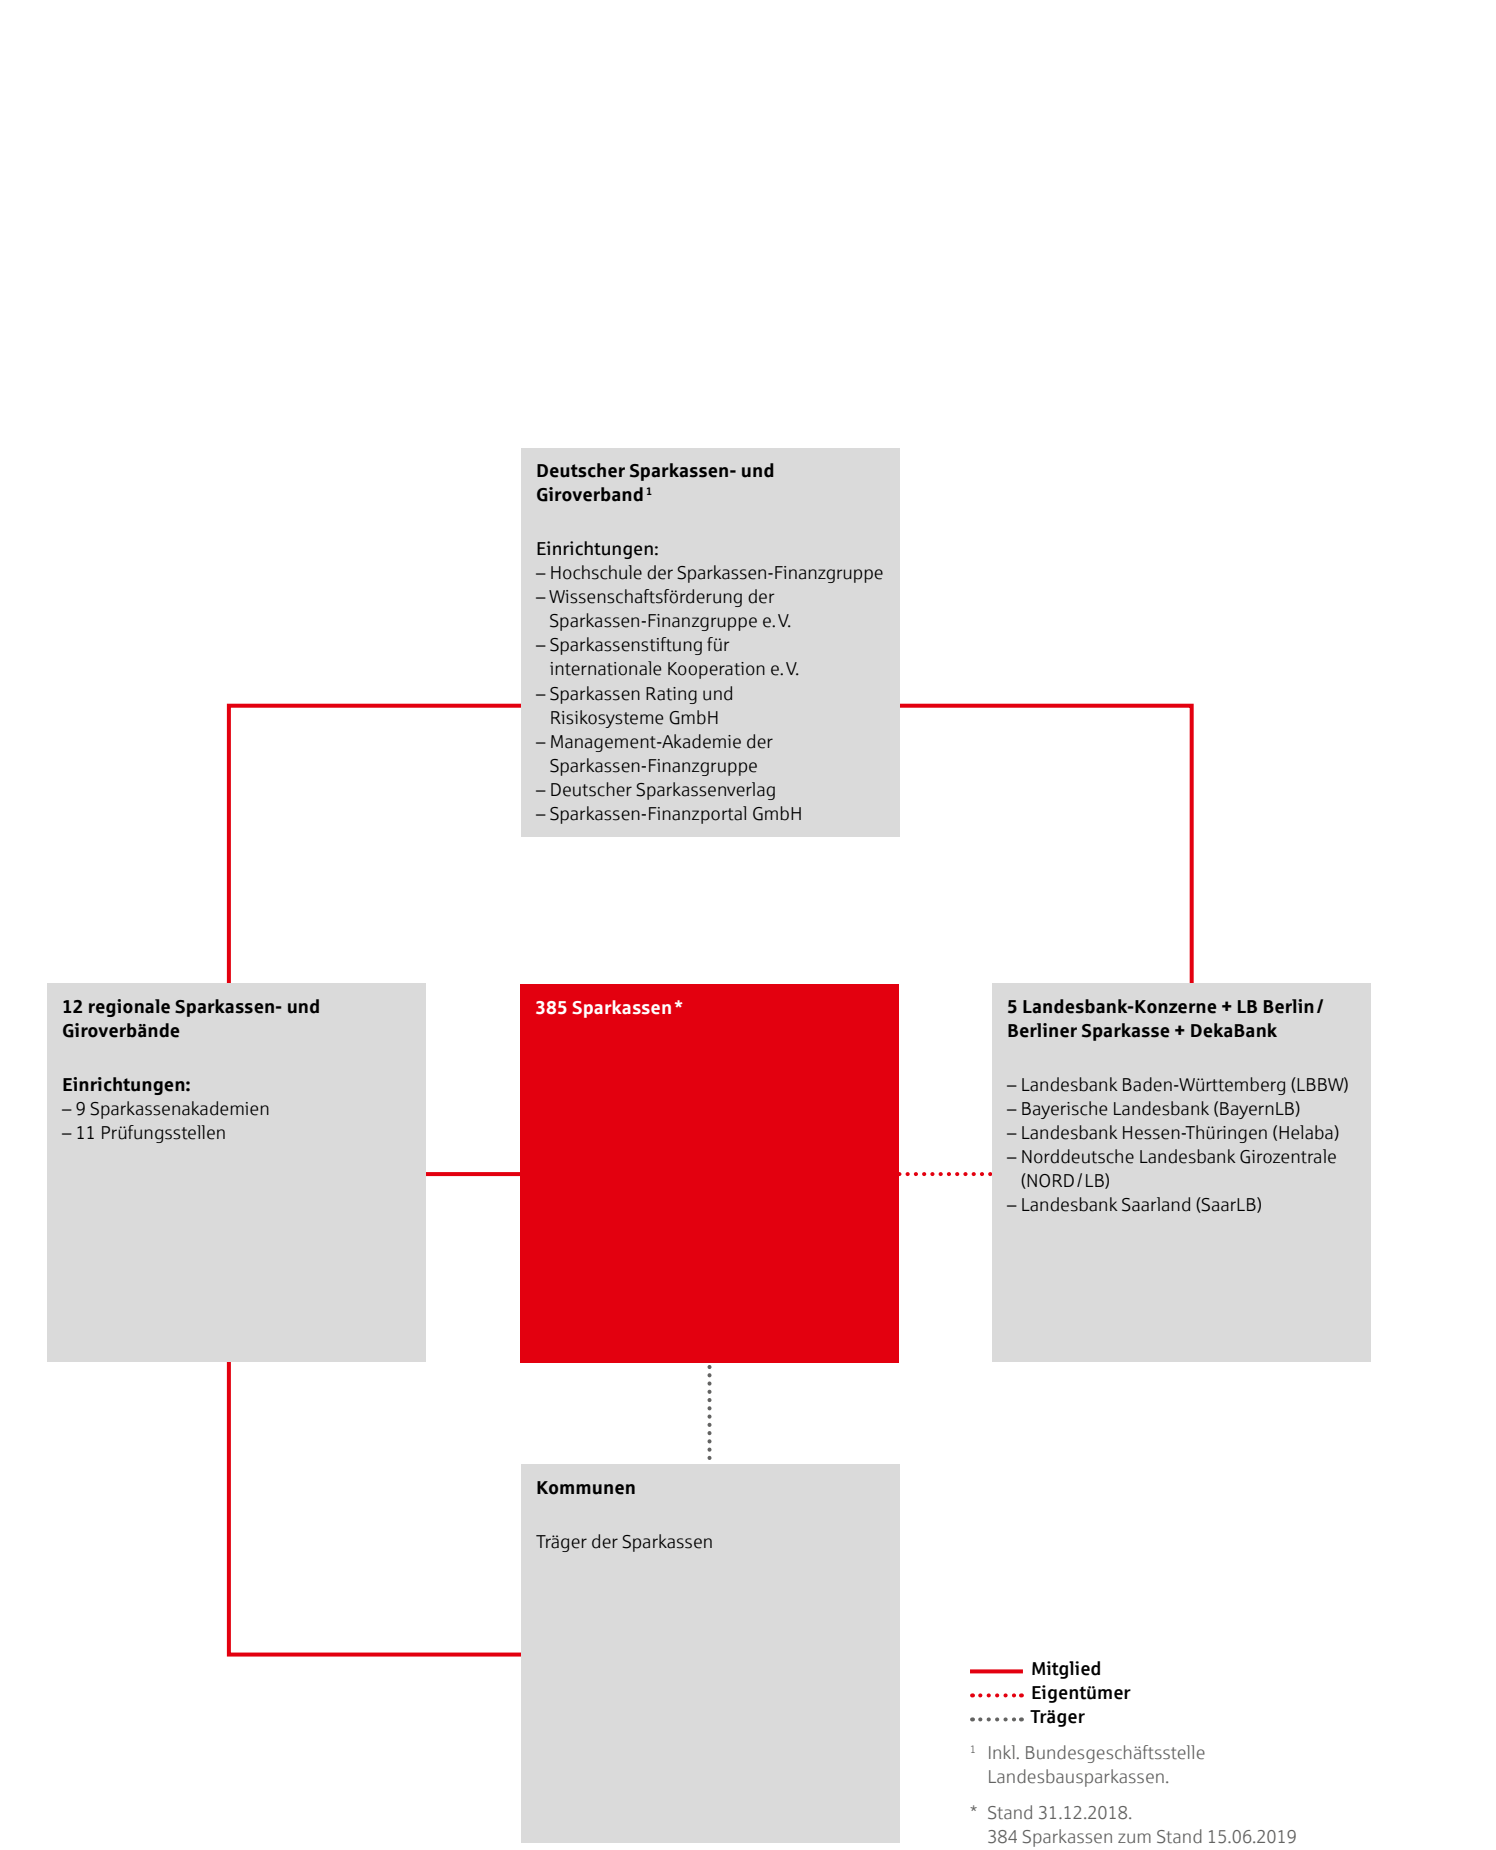 Deutscher Sparkassen- und
Giroverband¹
Einrichtungen:
– Hochschule der Sparkassen-Finanzgruppe
– Wissenschaftsförderung der
Sparkassen-Finanzgruppe e. V.
– Sparkassenstiftung für
internationale Kooperation e. V.
– Sparkassen Rating und
Risikosysteme GmbH
– Management-Akademie der
Sparkassen-Finanzgruppe
– Deutscher Sparkassenverlag
– Sparkassen-Finanzportal GmbH
12 regionale Sparkassen- und
Giroverbände
Einrichtungen:
– 9 Sparkassenakademien
– 11 Prüfungsstellen
385 Sparkassen*
5 Landesbank-Konzerne + LB Berlin/
Berliner Sparkasse + DekaBank
– Landesbank Baden-Württemberg (LBBW)
– Bayerische Landesbank (BayernLB)
– Landesbank Hessen-Thüringen (Helaba)
– Norddeutsche Landesbank Girozentrale
(NORD/LB)
– Landesbank Saarland (SaarLB)
Kommunen
Träger der Sparkassen
Mitglied
Eigentümer
Träger
¹ Inkl. Bundesgeschäftsstelle
Landesbausparkassen.
* Stand 31.12.2018.
384 Sparkassen zum Stand 15.06.2019